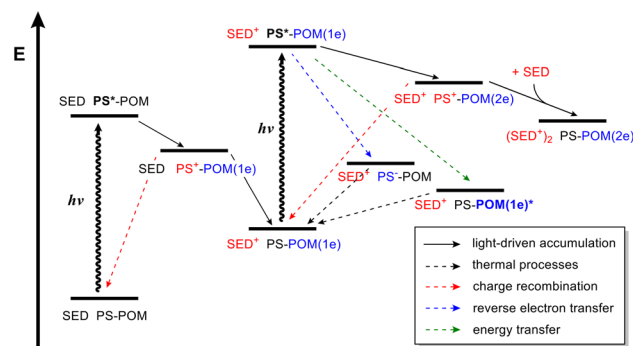 E
SED⁺ PS*-POM(1e)
+ SED
SED⁺ PS⁺-POM(2e)
SED PS*-POM
(SED⁺)₂ PS-POM(2e)
hν
hν
SED PS⁺-POM(1e)
SED⁺ PS⁻-POM
SED⁺ PS-POM(1e)*
SED⁺ PS-POM(1e)
light-driven accumulation
thermal processes
charge recombination
reverse electron transfer
energy transfer
SED PS-POM